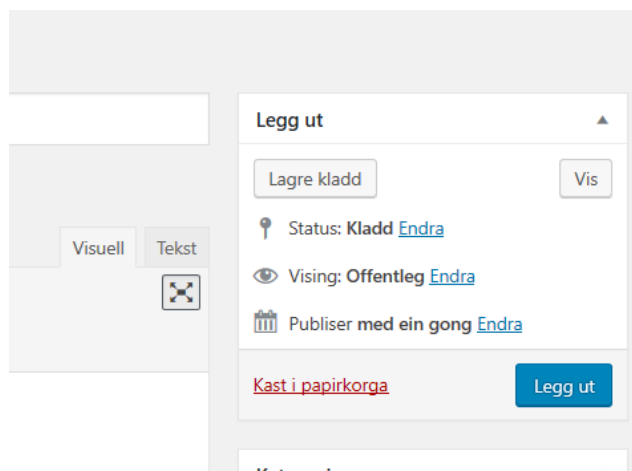 Legg ut
Lagre kladd Vis
Status: Kladd Endra
Visuell Tekst
Vising: Offentleg Endra
Publiser med ein gong Endra
Kast i papirkorga Legg ut